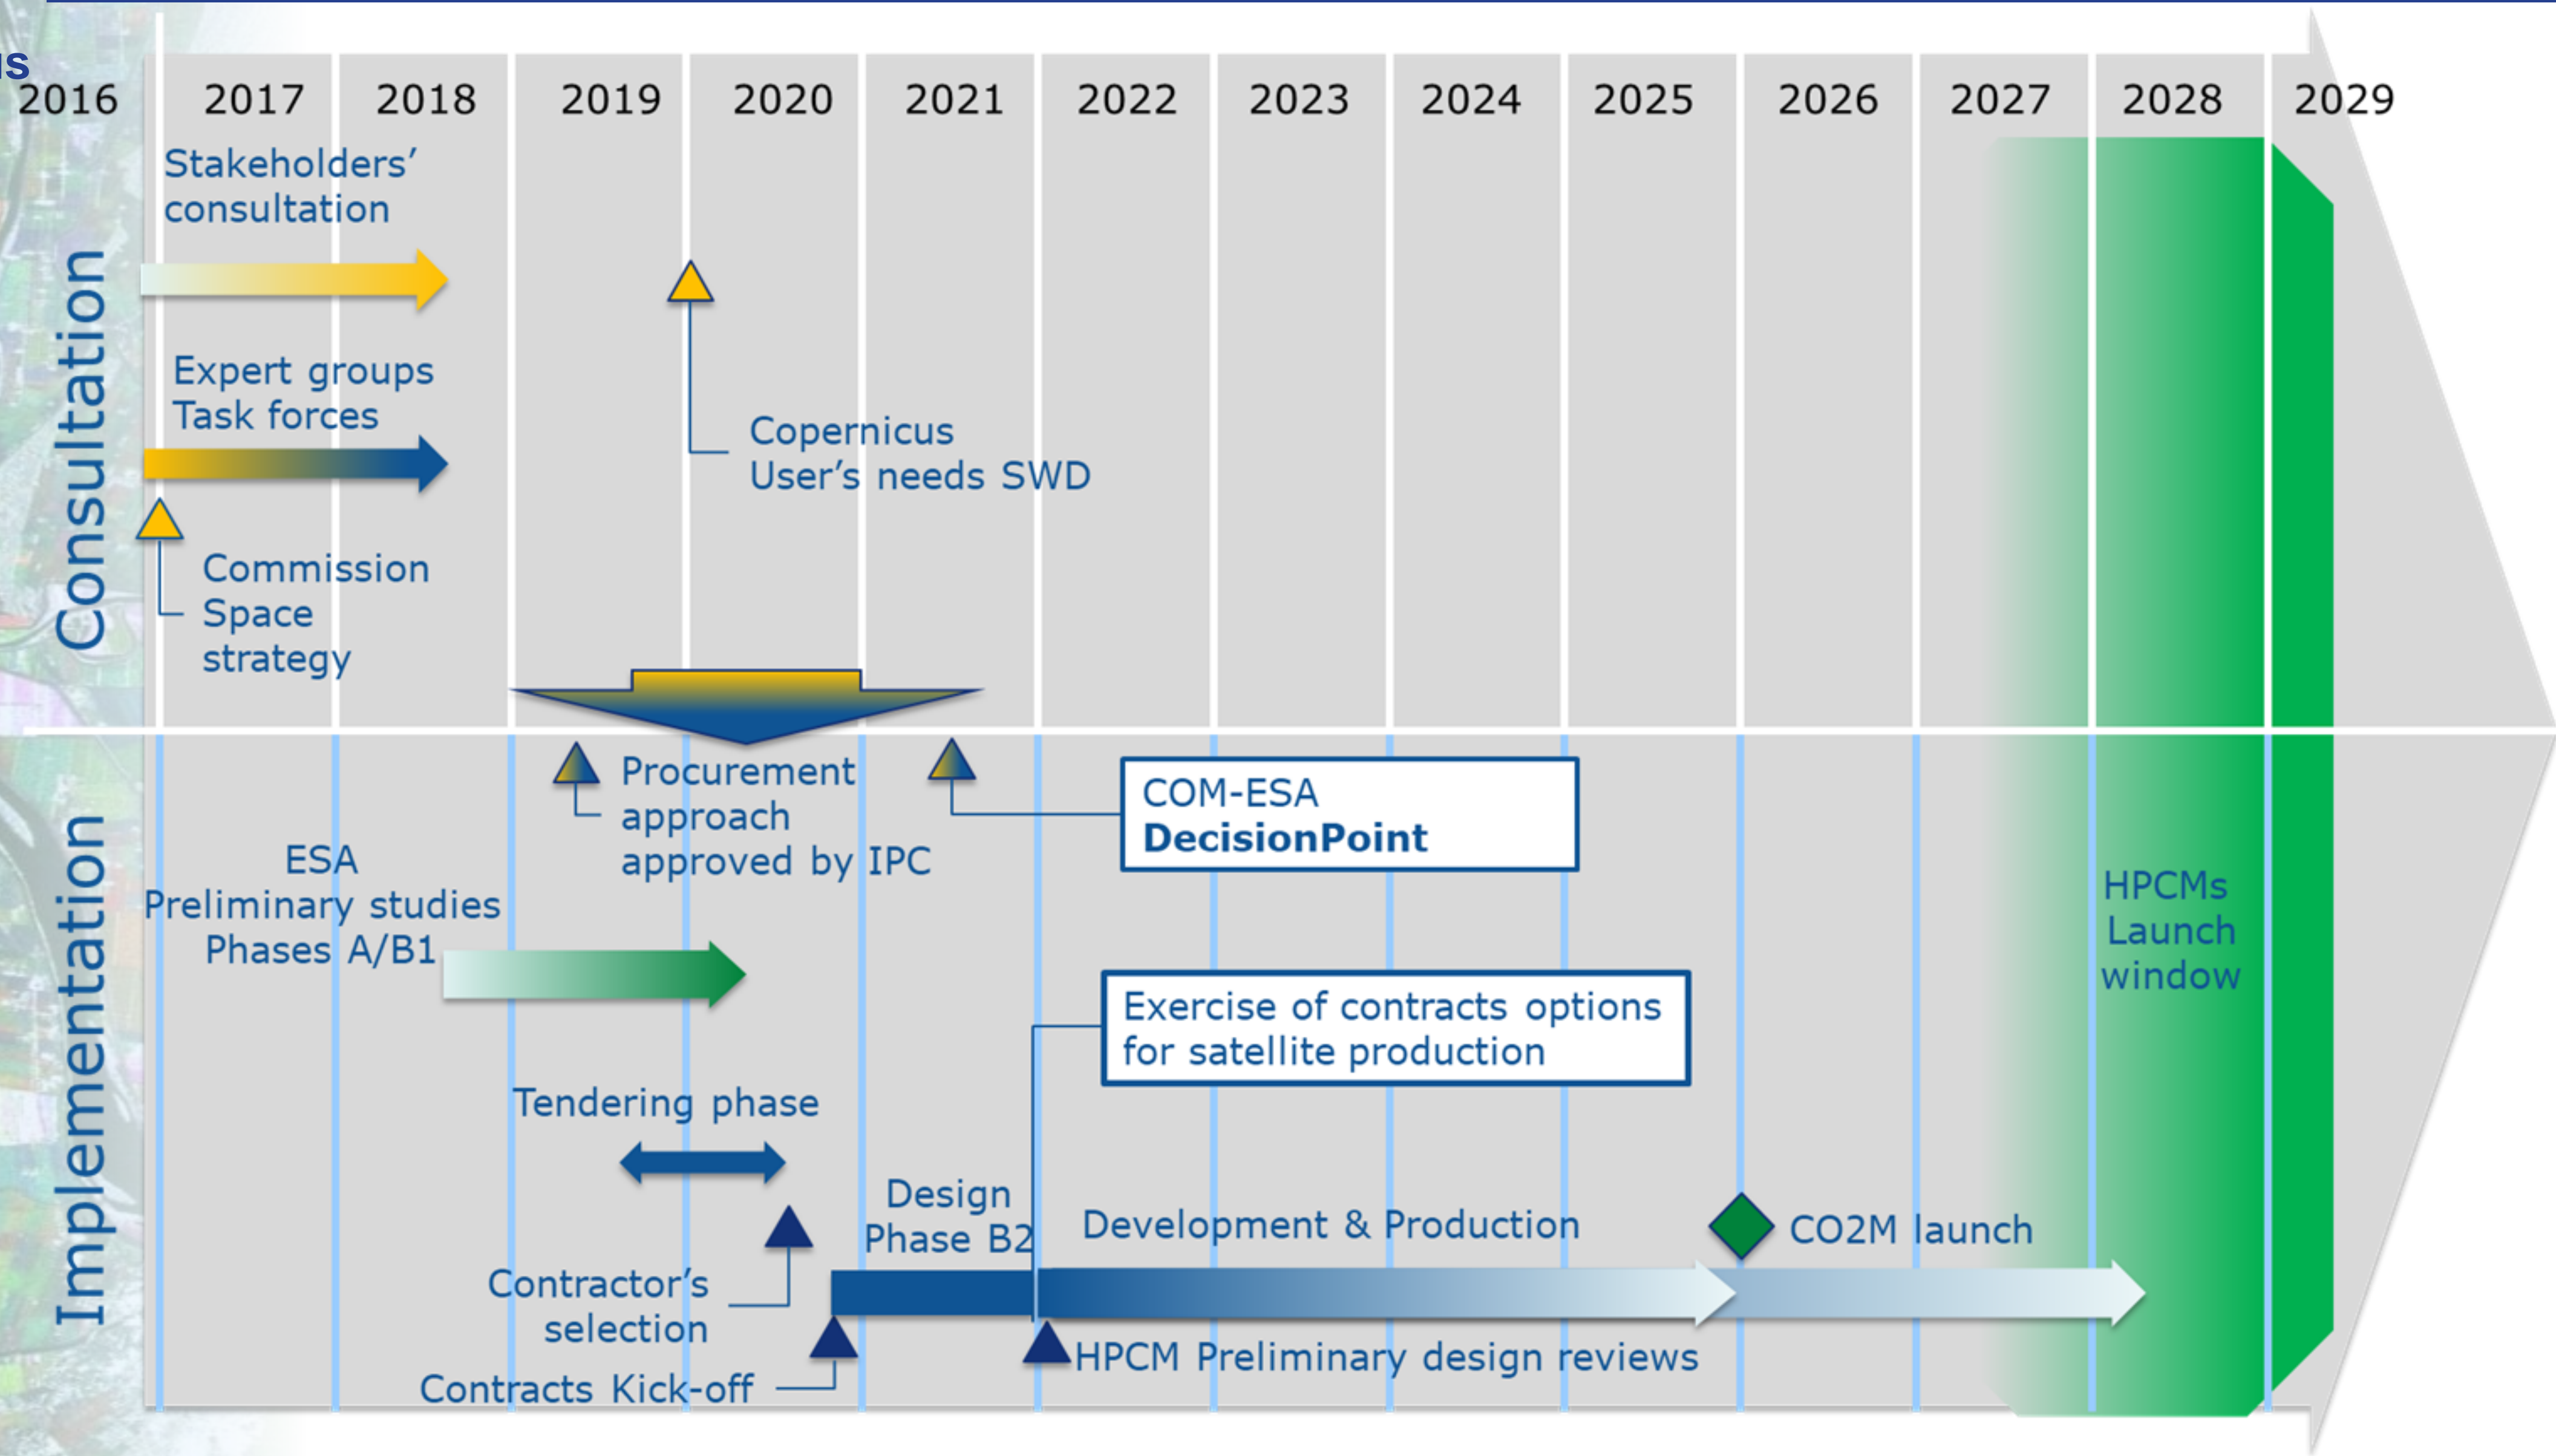 us
2016 2017 2018 2019 2020 2021 2022 2023 2024 2025 2026 2027 2028 2029
Consultation
Stakeholders’
consultation
Expert groups
Task forces
Commission
Space
strategy
Copernicus
User’s needs SWD
Implementation
Procurement
approach
approved by IPC
COM-ESA
DecisionPoint
ESA
Preliminary studies
Phases A/B1
HPCMs
Launch
window
Exercise of contracts options
for satellite production
Tendering phase
Design
Phase B2
Development & Production
CO2M launch
Contractor’s
selection
HPCM Preliminary design reviews
Contracts Kick-off